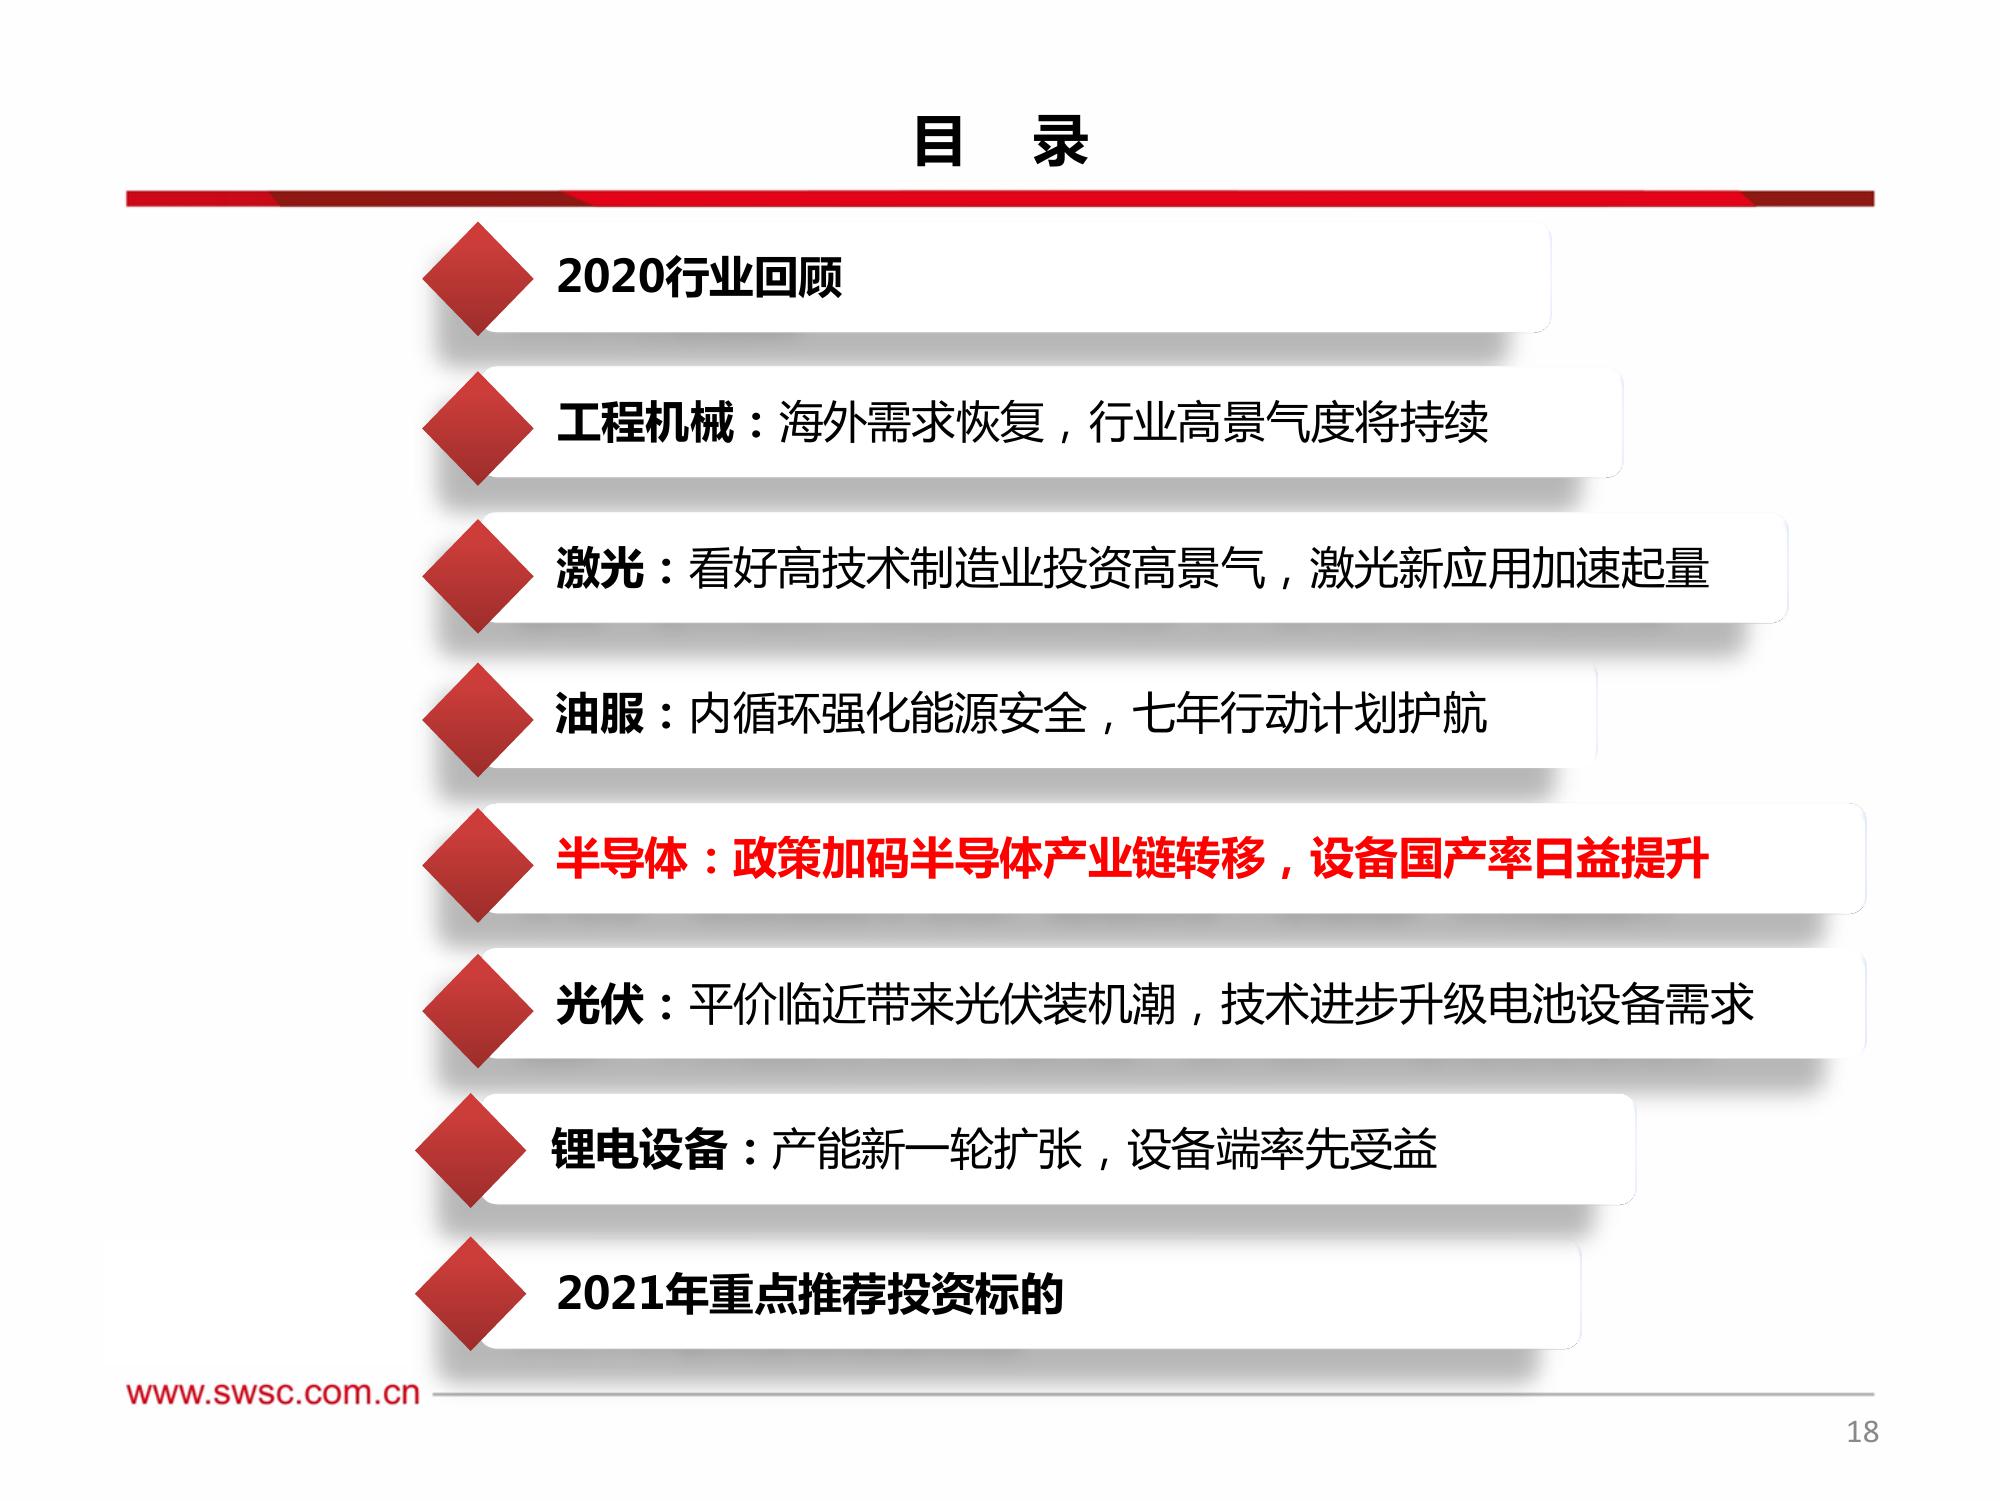 目 录
2020行业回顾
工程机械：海外需求恢复，行业高景气度将持续
激光：看好高技术制造业投资高景气，激光新应用加速起量
油服：内循环强化能源安全，七年行动计划护航
半导体：政策加码半导体产业链转移，设备国产率日益提升
光伏：平价临近带来光伏装机潮，技术进步升级电池设备需求
锂电设备：产能新一轮扩张，设备端率先受益
2021年重点推荐投资标的
www.swsc.com.cn
18